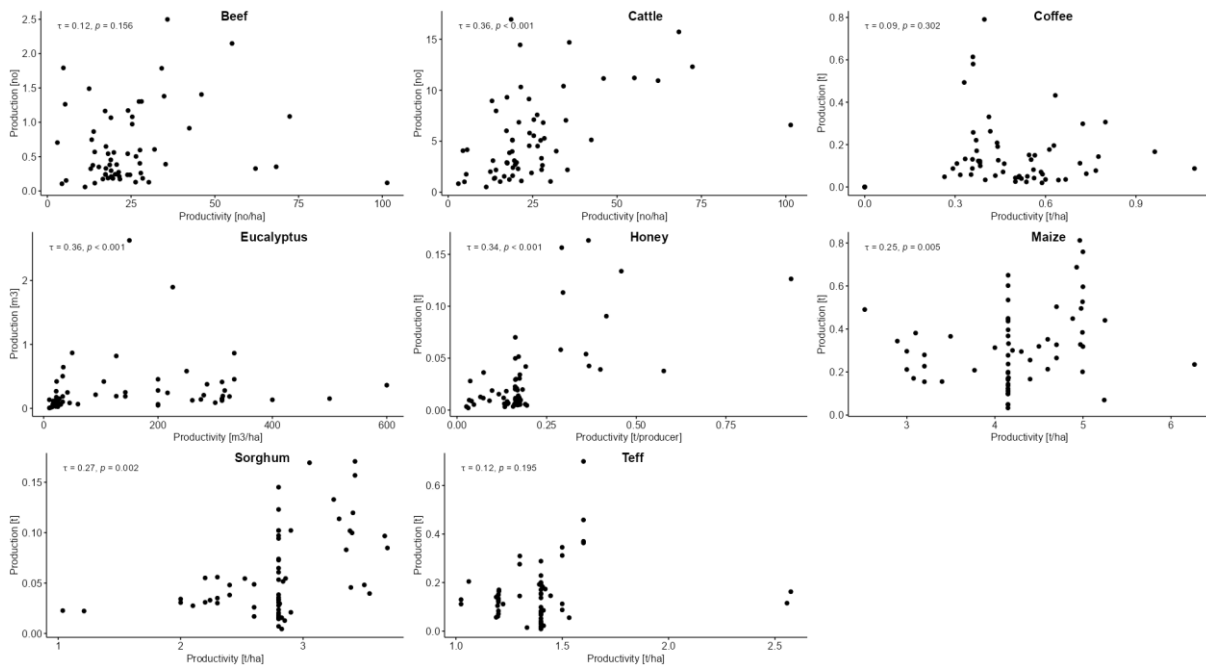 Beef
τ = 0.12, p = 0.156
Production [no]
2.5
2.0
1.5
1.0
0.5
0.0
0 25 50 75 100
Productivity [no/ha]
Cattle
τ = 0.36, p < 0.001
Production [no]
15
10
5
0
0 25 50 75 100
Productivity [no/ha]
Coffee
τ = 0.09, p = 0.302
Production [t]
0.8
0.6
0.4
0.2
0.0
0.0 0.3 0.6 0.9
Productivity [t/ha]
Eucalyptus
τ = 0.36, p < 0.001
Production [m3]
2
1
0
0 200 400 600
Productivity [m3/ha]
Honey
τ = 0.34, p < 0.001
Production [t]
0.15
0.10
0.05
0.00
0.00 0.25 0.50 0.75
Productivity [t/producer]
Maize
τ = 0.25, p = 0.005
Production [t]
0.8
0.6
0.4
0.2
0.0
3 4 5 6
Productivity [t/ha]
Sorghum
τ = 0.27, p = 0.002
Production [t]
0.15
0.10
0.05
0.00
1 2 3
Productivity [t/ha]
Teff
τ = 0.12, p = 0.195
Production [t]
0.6
0.4
0.2
0.0
1.0 1.5 2.0 2.5
Productivity [t/ha]